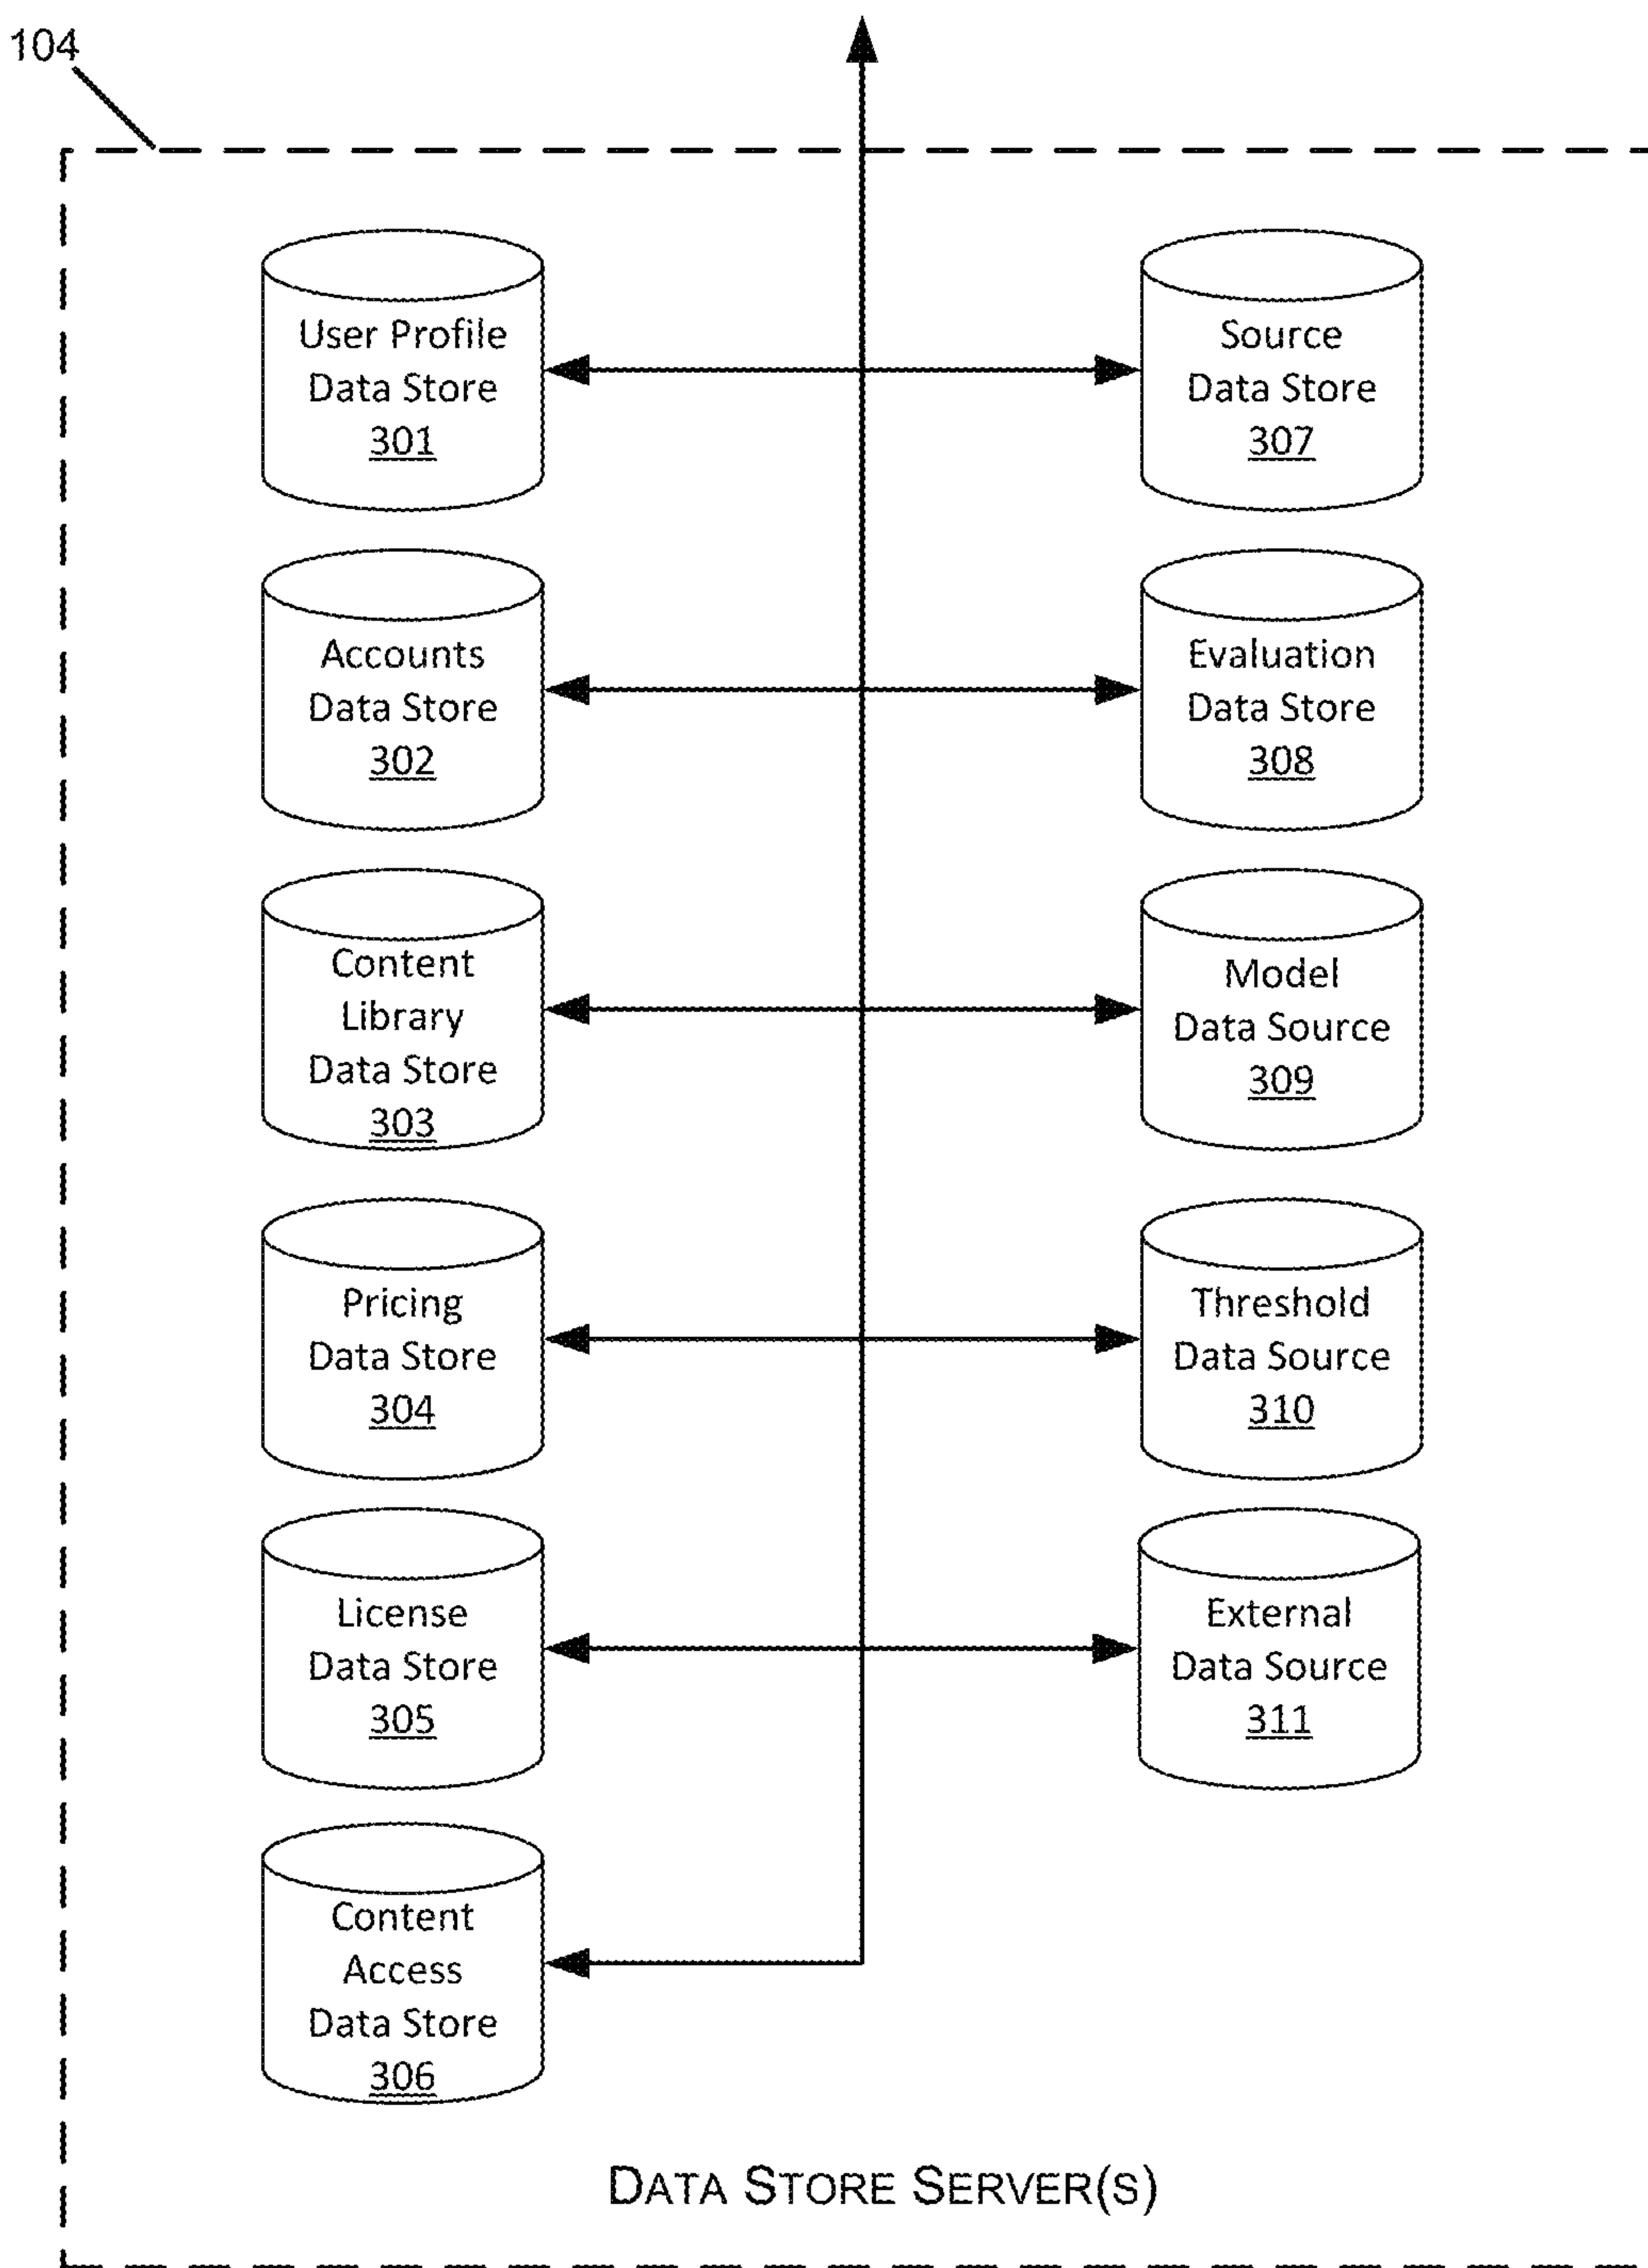 104
User Profile
Data Store
301
Source
Data Store
307
Accounts
Data Store
302
Evaluation
Data Store
308
Content
Library
Data Store
303
Model
Data Source
309
Pricing
Data Store
304
Threshold
Data Source
310
License
Data Store
305
External
Data Source
311
Content
Access
Data Store
306
DATA STORE SERVER(S)